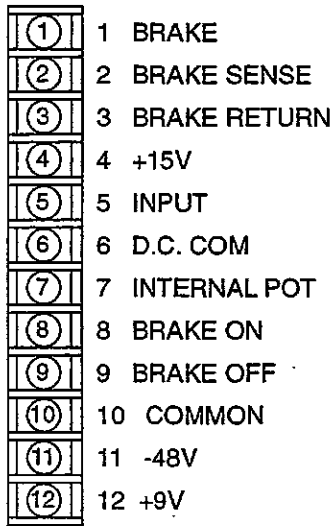 ① 1 BRAKE
② 2 BRAKE SENSE
③ 3 BRAKE RETURN
④ 4 +15V
⑤ 5 INPUT
⑥ 6 D.C. COM
⑦ 7 INTERNAL POT
⑧ 8 BRAKE ON
⑨ 9 BRAKE OFF
⑩ 10 COMMON
⑪ 11 -48V
⑫ 12 +9V